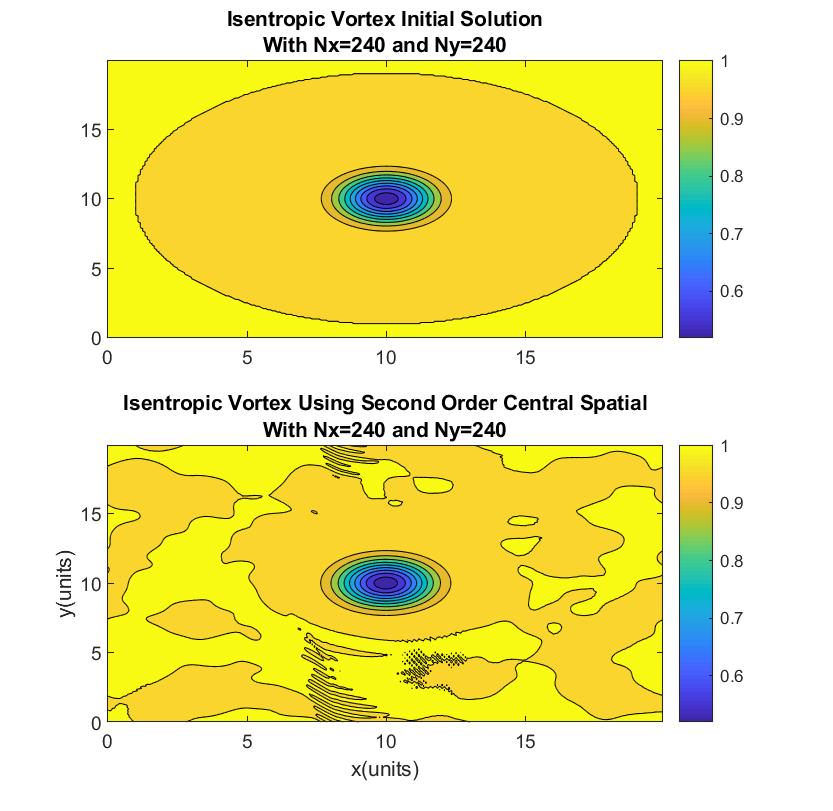 Isentropic Vortex Initial Solution
With Nx=240 and Ny=240
15
10
5
0
0 5 10 15
1
0.9
0.8
0.7
0.6
Isentropic Vortex Using Second Order Central Spatial
With Nx=240 and Ny=240
y(units)
15
10
5
0
0 5 10 15
x(units)
1
0.9
0.8
0.7
0.6